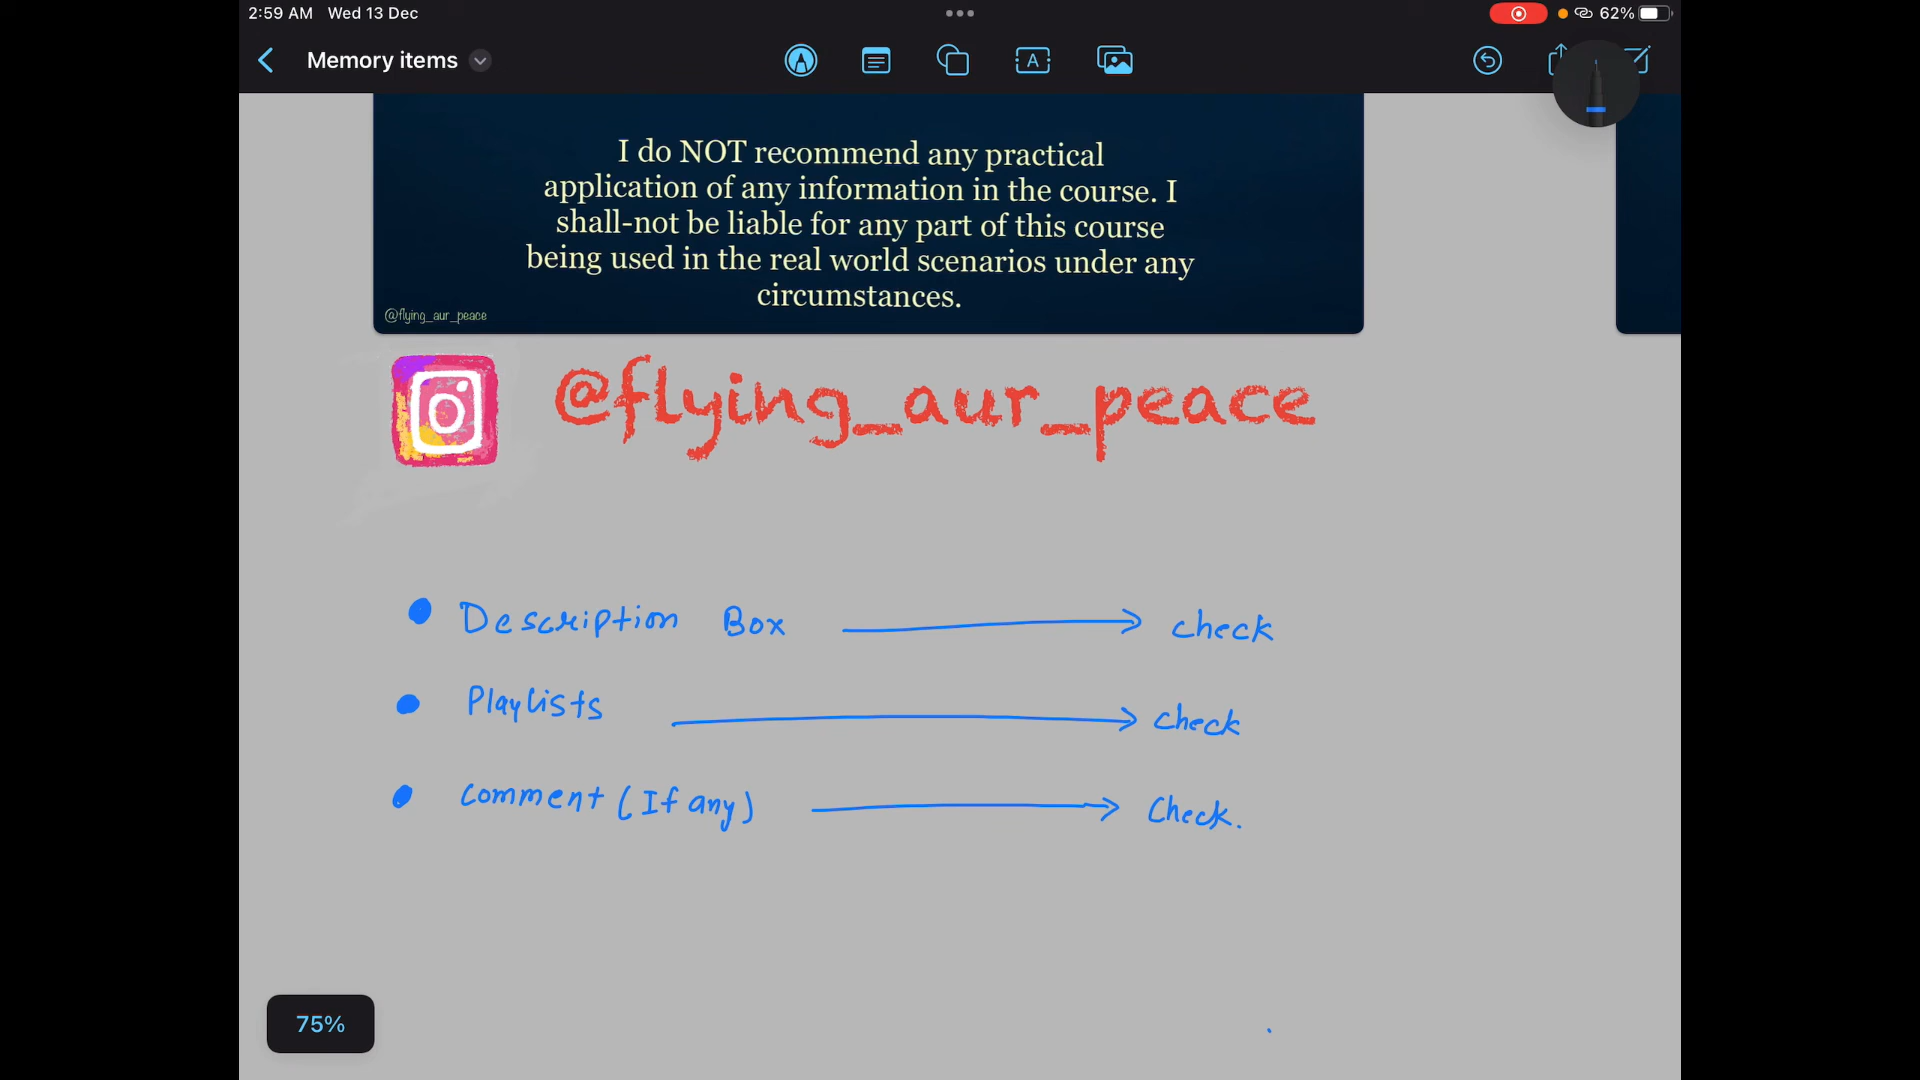 2:59 AM Wed 13 Dec
62%
Memory items
A
I do NOT recommend any practical
application of any information in the course. I
shall-not be liable for any part of this course
being used in the real world scenarios under any
circumstances.
@flying_aur_peace
@flying_aur_peace
Description Box check
Playlists check
Comment (If any) Check.
75%